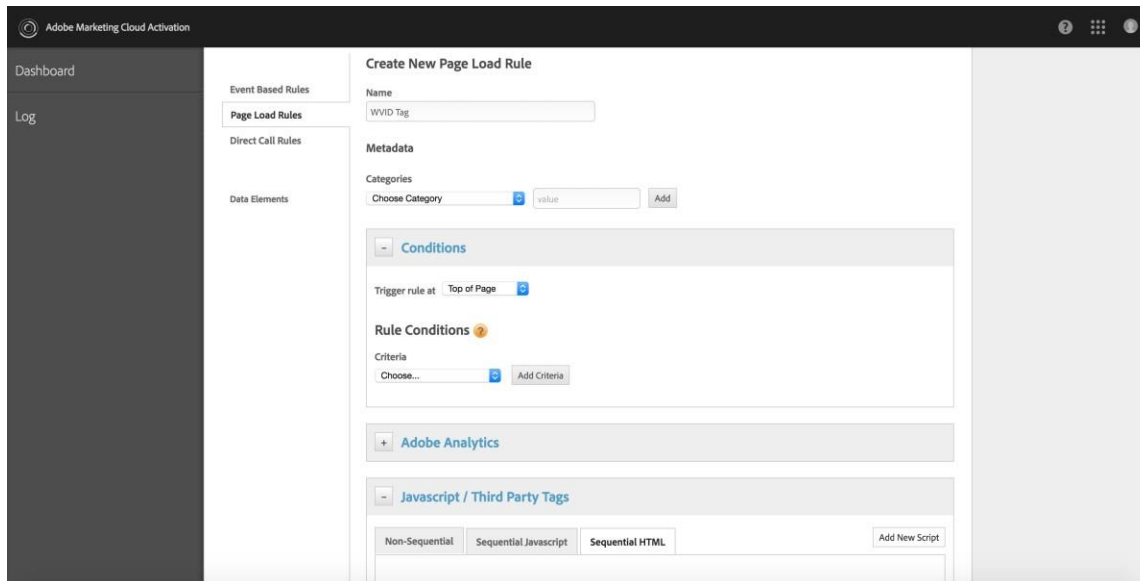 Adobe Marketing Cloud Activation
Dashboard
Log
Event Based Rules
Page Load Rules
Direct Call Rules
Data Elements
Create New Page Load Rule
Name
WVID Tag
Metadata
Categories
Choose Category value Add
- Conditions
Trigger rule at Top of Page
Rule Conditions ?
Criteria
Choose... Add Criteria
+ Adobe Analytics
- Javascript / Third Party Tags
Non-Sequential Sequential Javascript Sequential HTML Add New Script